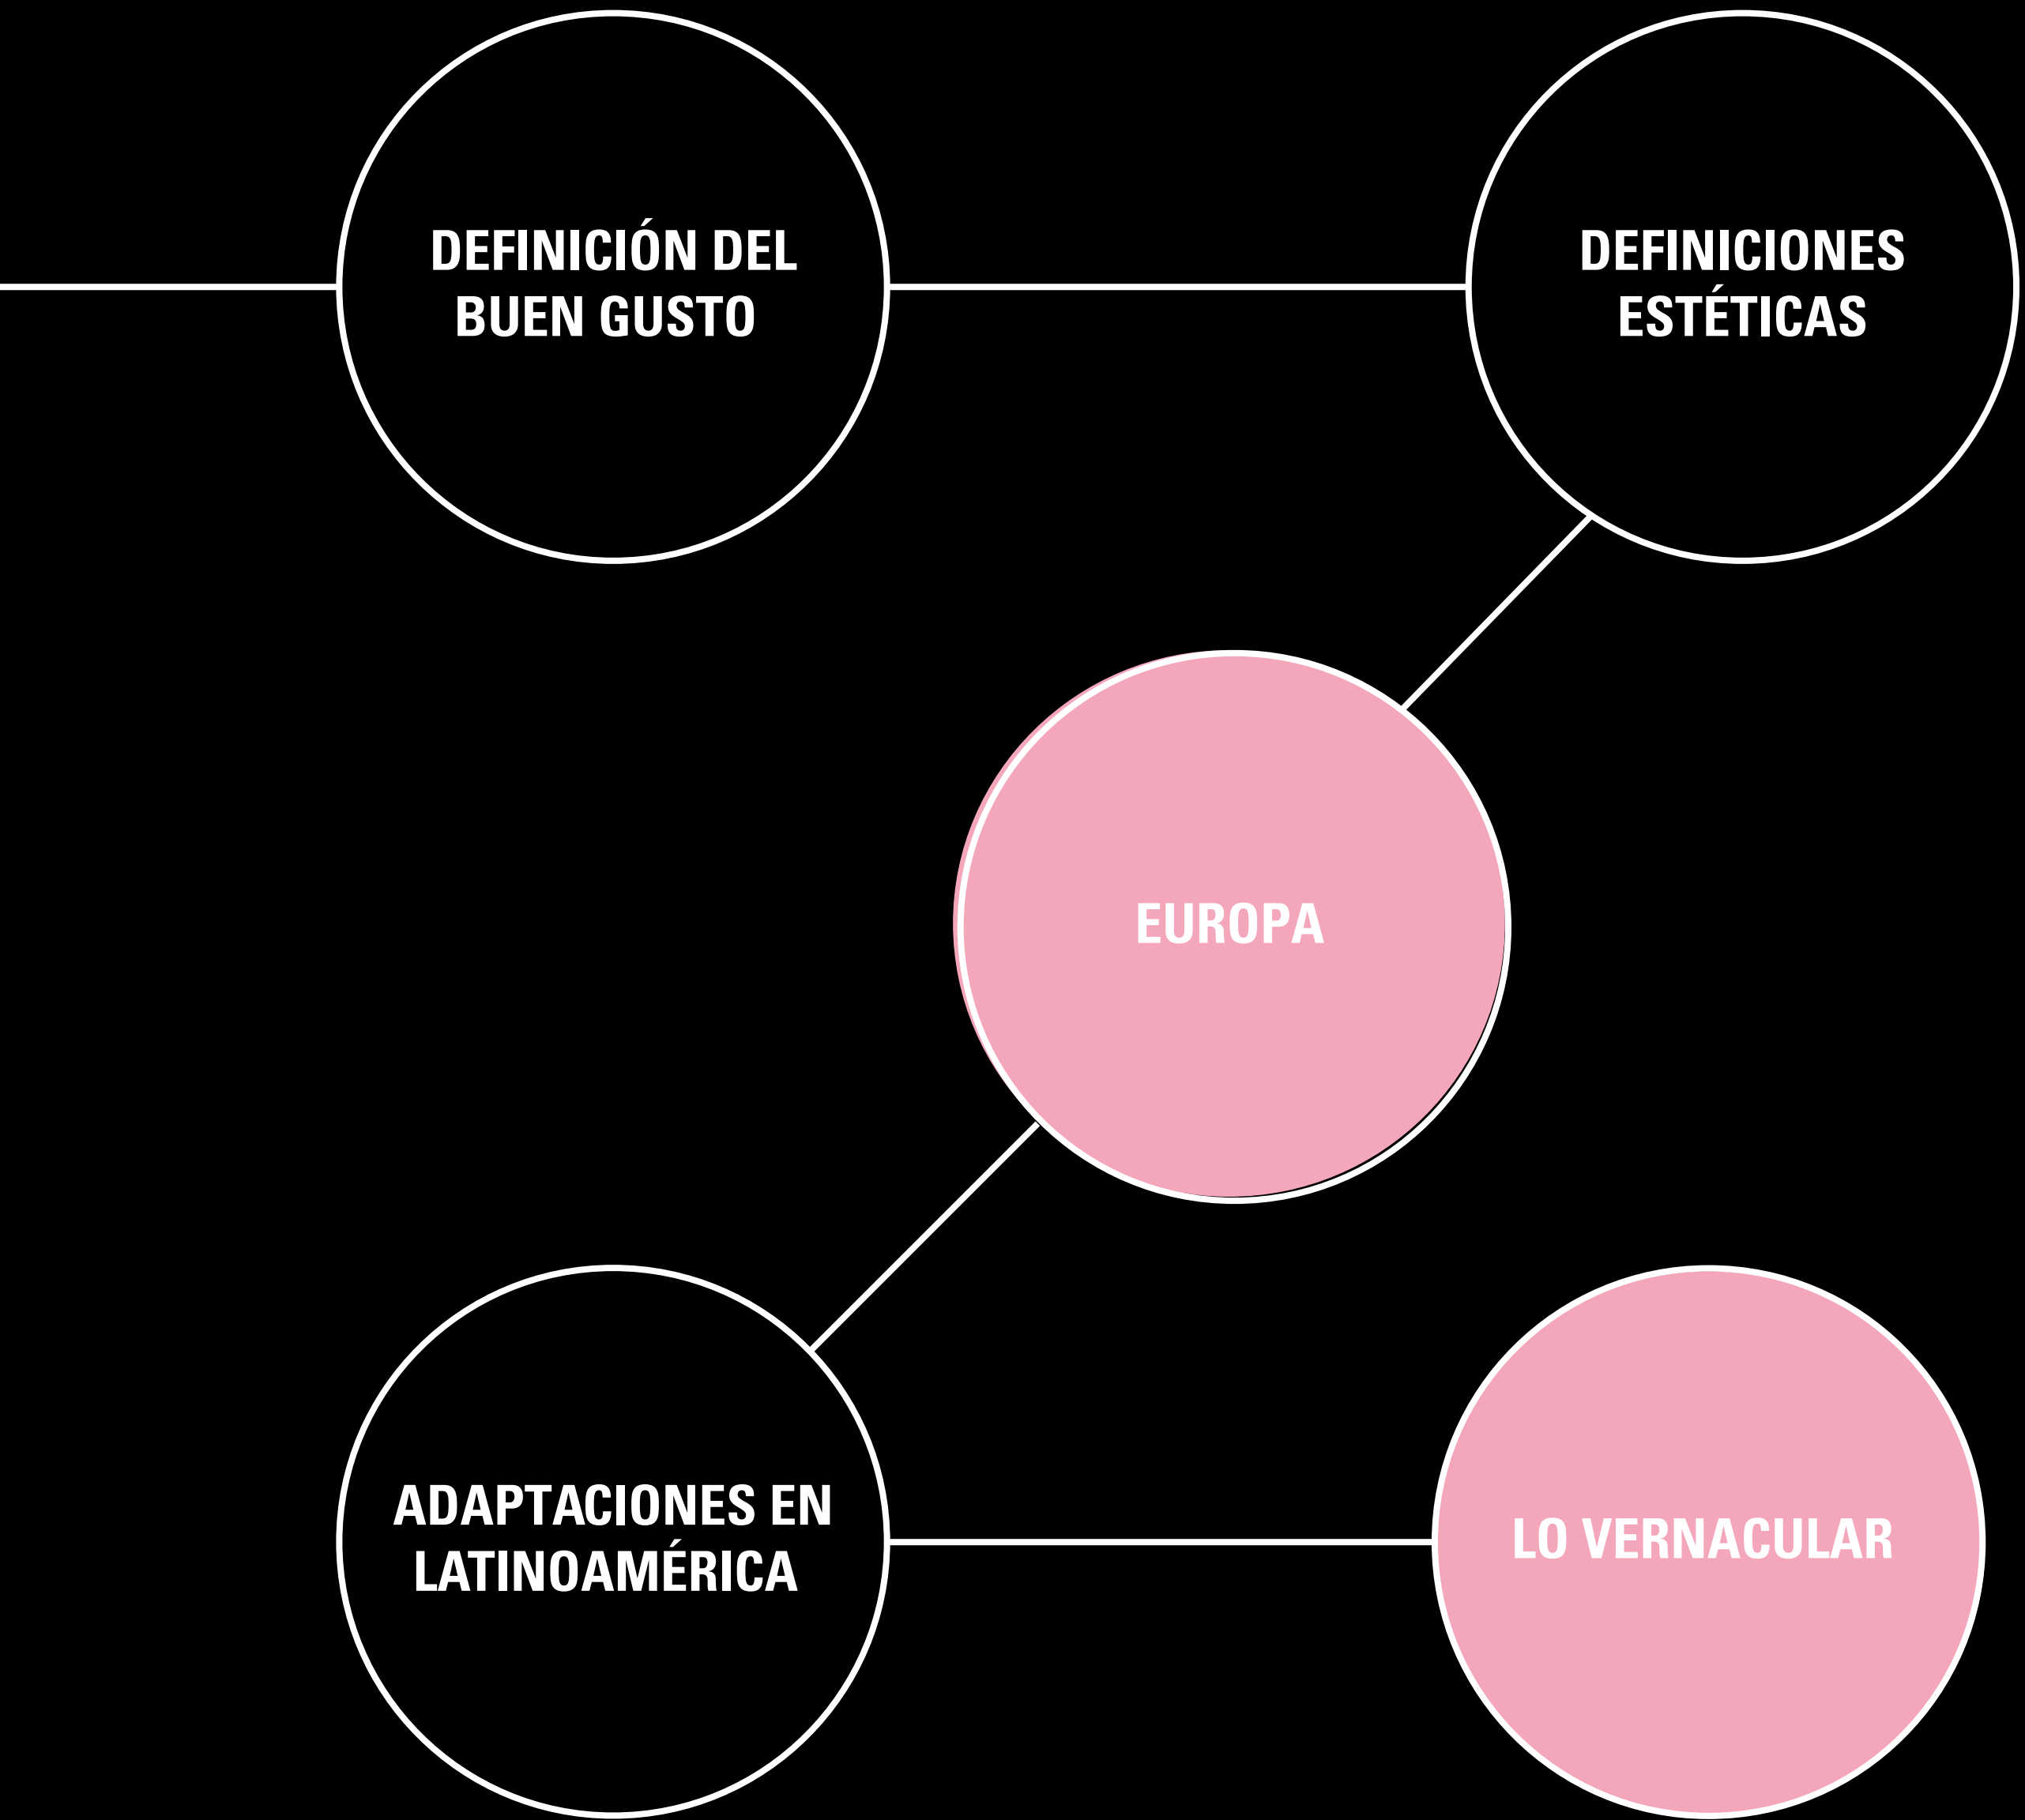 DEFINICIÓN DEL
BUEN GUSTO
DEFINICIONES
ESTÉTICAS
EUROPA
ADAPTACIONES EN
LATINOAMÉRICA
LO VERNACULAR